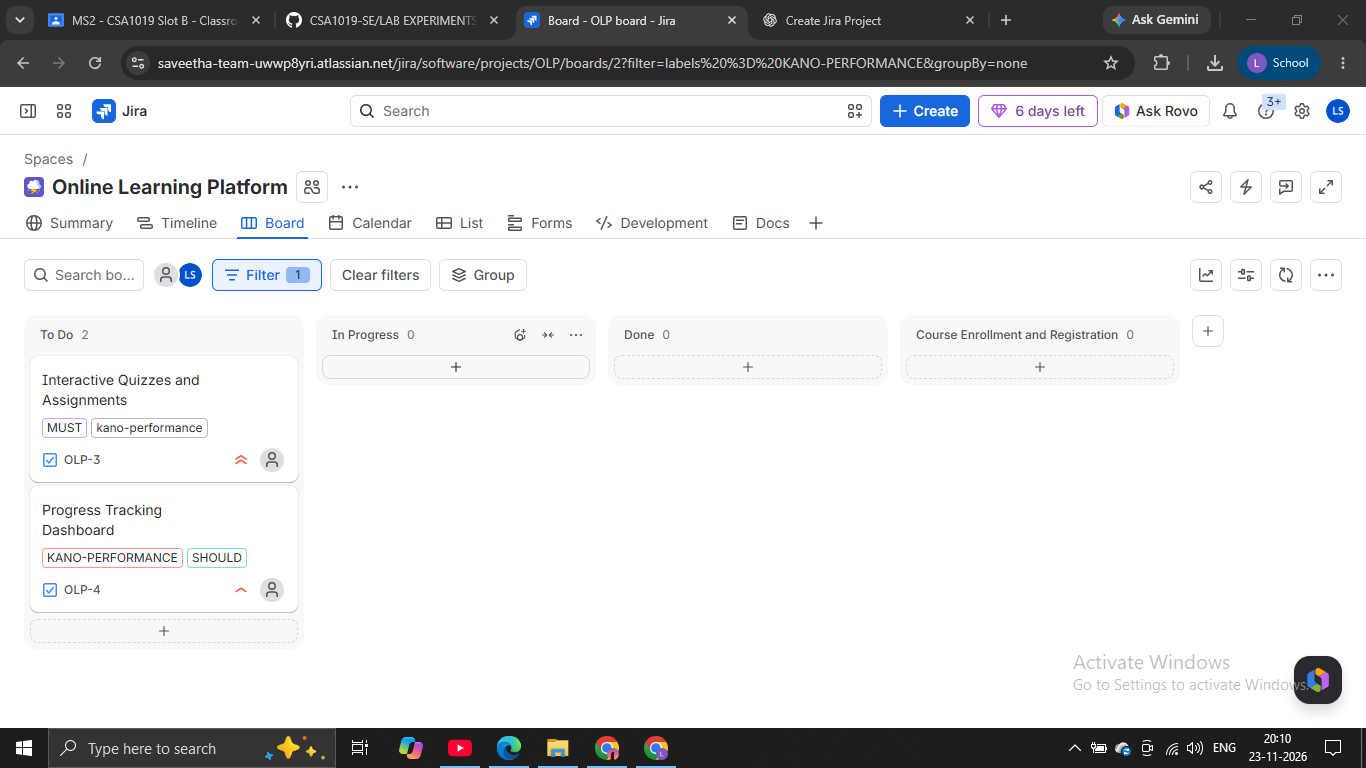 MS2 - CSA1019 Slot B - Classro
CSA1019-SE/LAB EXPERIMENTS
Board - OLP board - Jira
Create Jira Project
Ask Gemini
saveetha-team-uwwp8yri.atlassian.net/jira/software/projects/OLP/boards/2?filter=labels%20%3D%20KANO-PERFORMANCE&groupBy=none
L School
Jira
Search
Create
6 days left
Ask Rovo
3+
LS
Spaces /
Online Learning Platform
Summary
Timeline
Board
Calendar
List
Forms
Development
Docs
Search bo...
LS
Filter 1
Clear filters
Group
To Do 2
In Progress 0
Done 0
Course Enrollment and Registration 0
Interactive Quizzes and
Assignments
MUST kano-performance
OLP-3
Progress Tracking
Dashboard
KANO-PERFORMANCE SHOULD
OLP-4
Activate Windows
Go to Settings to activate Windows.
Type here to search
ENG
20:10
23-11-2026